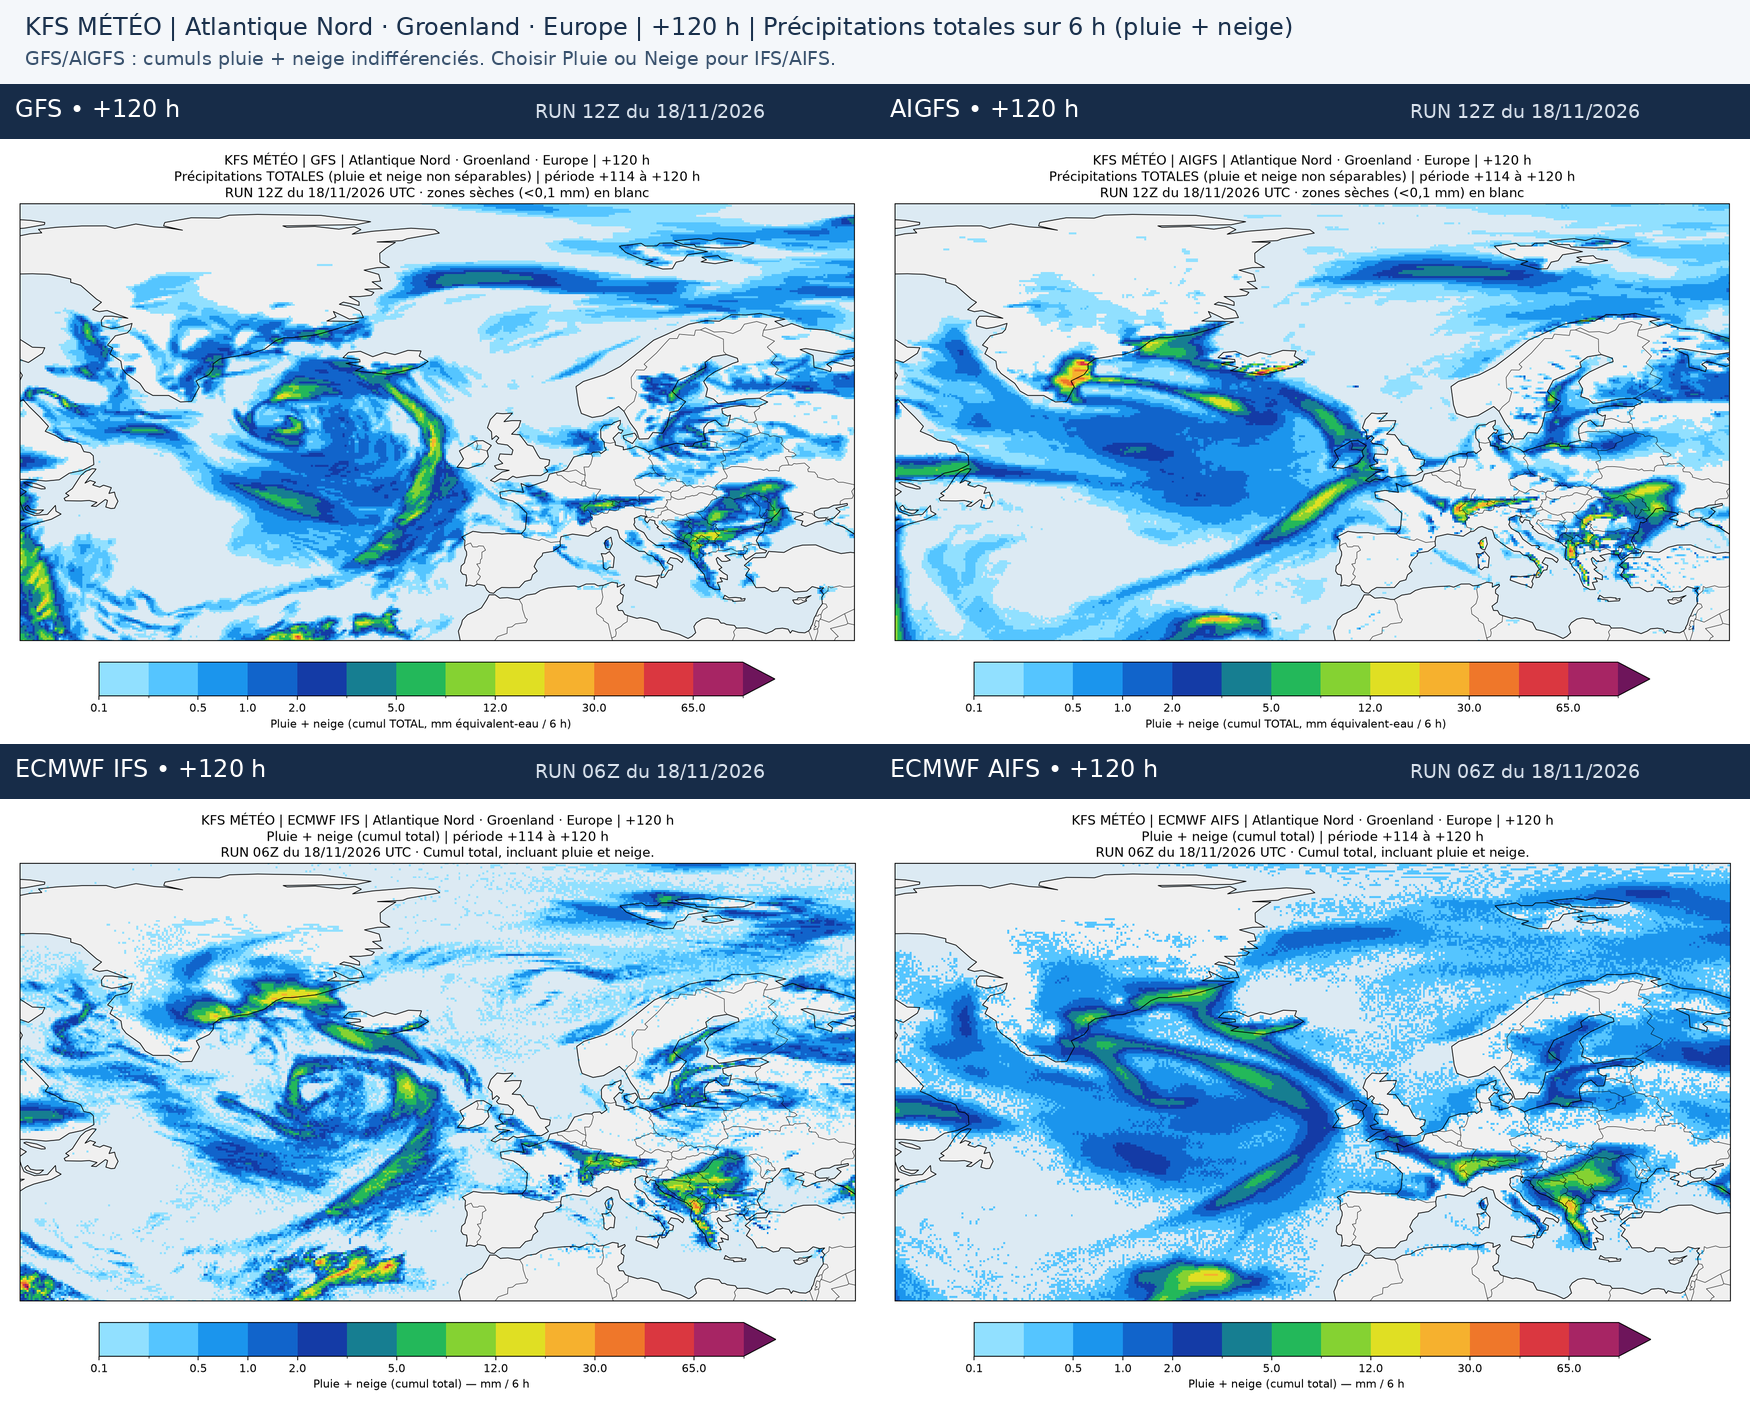 KFS MÉTÉO | Atlantique Nord · Groenland · Europe | +120 h | Précipitations totales sur 6 h (pluie + neige)
GFS/AIGFS : cumuls pluie + neige indifférenciés. Choisir Pluie ou Neige pour IFS/AIFS.
GFS • +120 h
RUN 12Z du 18/11/2026
AIGFS • +120 h
RUN 12Z du 18/11/2026
KFS MÉTÉO | GFS | Atlantique Nord · Groenland · Europe | +120 h
Précipitations TOTALES (pluie et neige non séparables) | période +114 à +120 h
RUN 12Z du 18/11/2026 UTC · zones sèches (<0,1 mm) en blanc
KFS MÉTÉO | AIGFS | Atlantique Nord · Groenland · Europe | +120 h
Précipitations TOTALES (pluie et neige non séparables) | période +114 à +120 h
RUN 12Z du 18/11/2026 UTC · zones sèches (<0,1 mm) en blanc
0.1 0.5 1.0 2.0 5.0 12.0 30.0 65.0
Pluie + neige (cumul TOTAL, mm équivalent-eau / 6 h)
0.1 0.5 1.0 2.0 5.0 12.0 30.0 65.0
Pluie + neige (cumul TOTAL, mm équivalent-eau / 6 h)
ECMWF IFS • +120 h
RUN 06Z du 18/11/2026
ECMWF AIFS • +120 h
RUN 06Z du 18/11/2026
KFS MÉTÉO | ECMWF IFS | Atlantique Nord · Groenland · Europe | +120 h
Pluie + neige (cumul total) | période +114 à +120 h
RUN 06Z du 18/11/2026 UTC · Cumul total, incluant pluie et neige.
KFS MÉTÉO | ECMWF AIFS | Atlantique Nord · Groenland · Europe | +120 h
Pluie + neige (cumul total) | période +114 à +120 h
RUN 06Z du 18/11/2026 UTC · Cumul total, incluant pluie et neige.
0.1 0.5 1.0 2.0 5.0 12.0 30.0 65.0
Pluie + neige (cumul total) — mm / 6 h
0.1 0.5 1.0 2.0 5.0 12.0 30.0 65.0
Pluie + neige (cumul total) — mm / 6 h